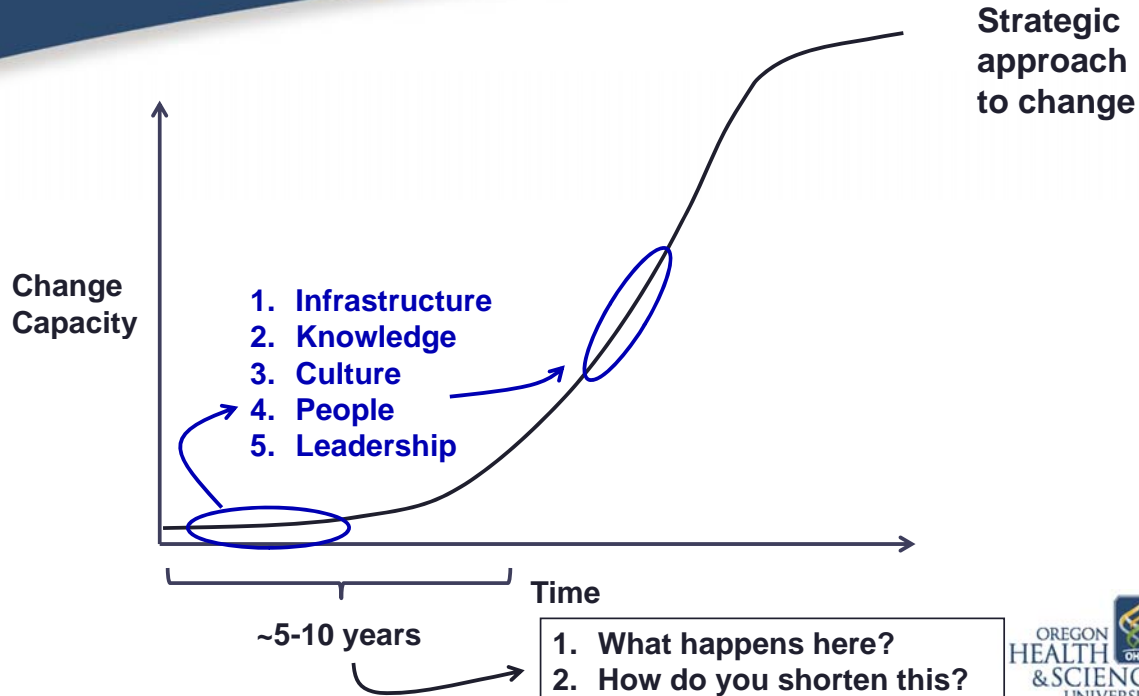 Strategic
approach
to change
Change
Capacity
1. Infrastructure
2. Knowledge
3. Culture
4. People
5. Leadership
Time
~5-10 years
1. What happens here?
2. How do you shorten this?
OREGON
HEALTH
&SCIENC